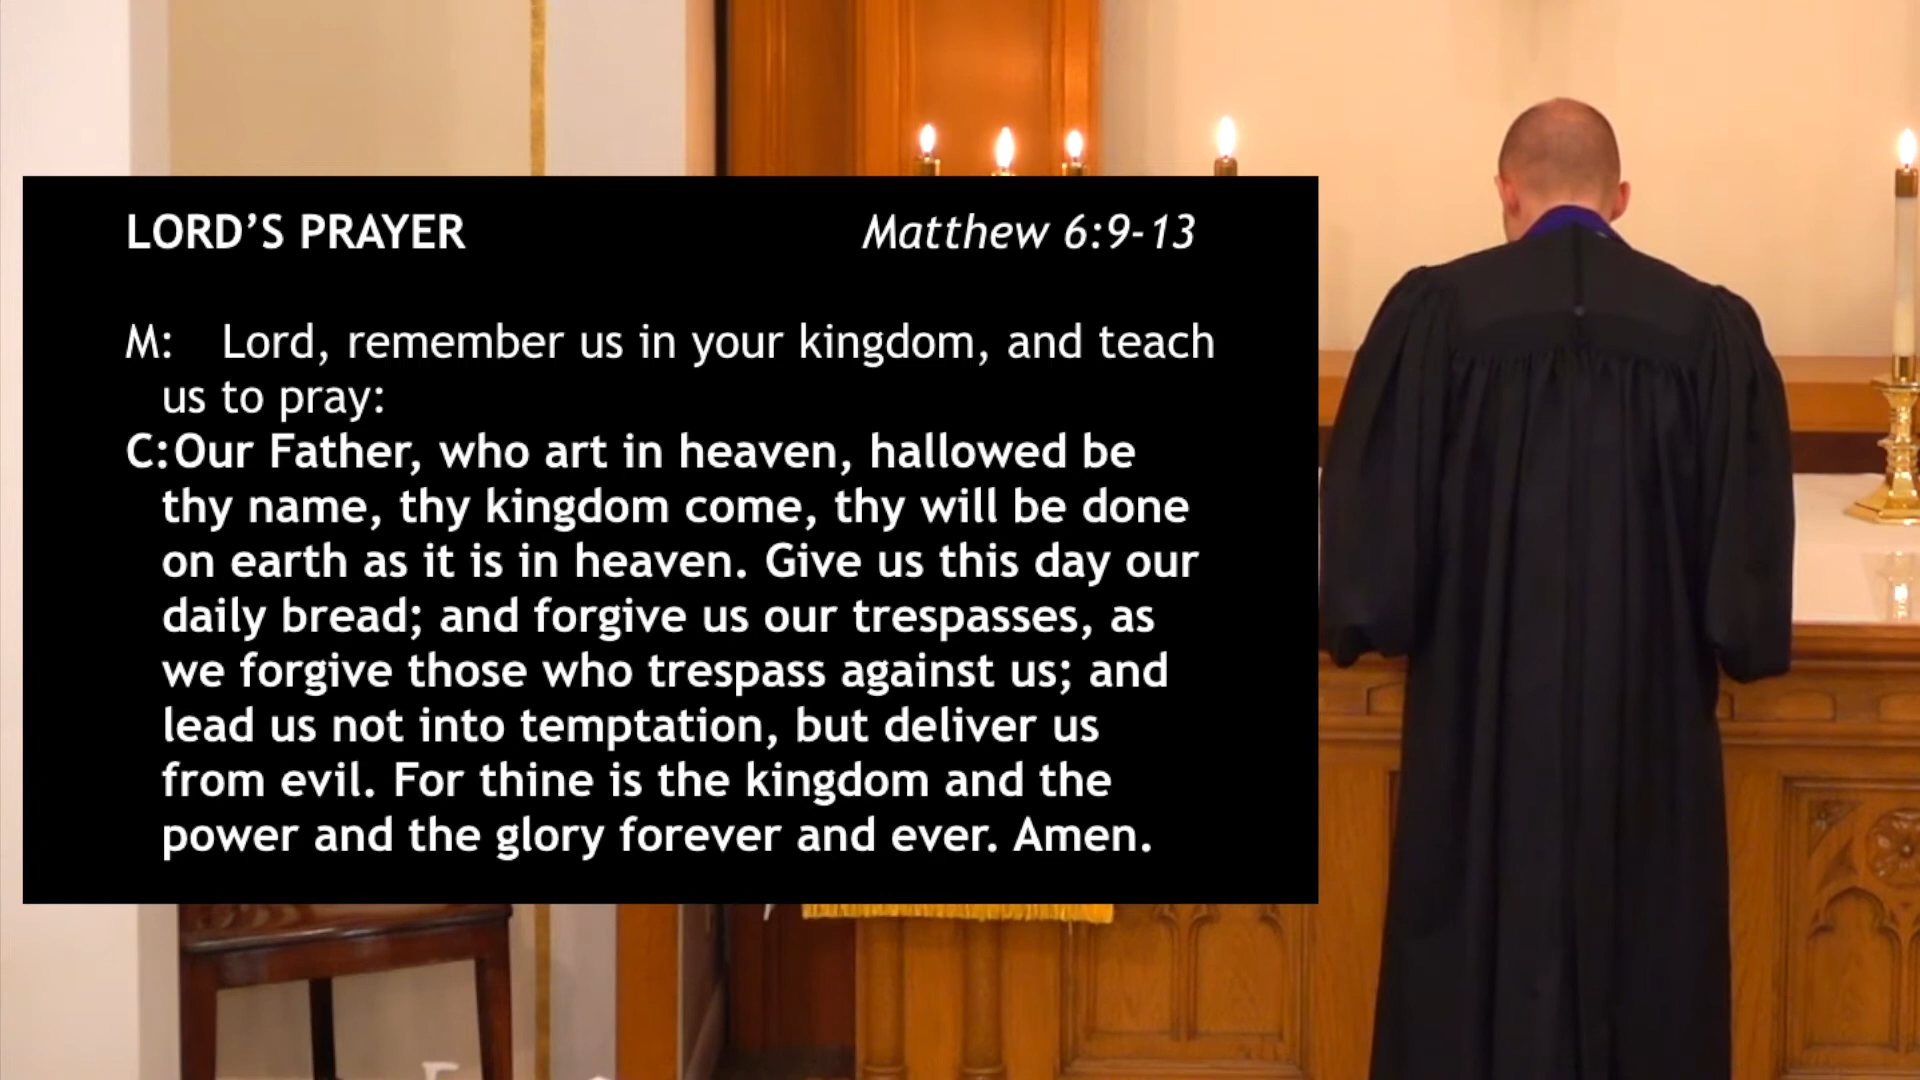 LORD’S PRAYER Matthew 6:9-13
M: Lord, remember us in your kingdom, and teach
us to pray:
C:Our Father, who art in heaven, hallowed be
thy name, thy kingdom come, thy will be done
on earth as it is in heaven. Give us this day our
daily bread; and forgive us our trespasses, as
we forgive those who trespass against us; and
lead us not into temptation, but deliver us
from evil. For thine is the kingdom and the
power and the glory forever and ever. Amen.